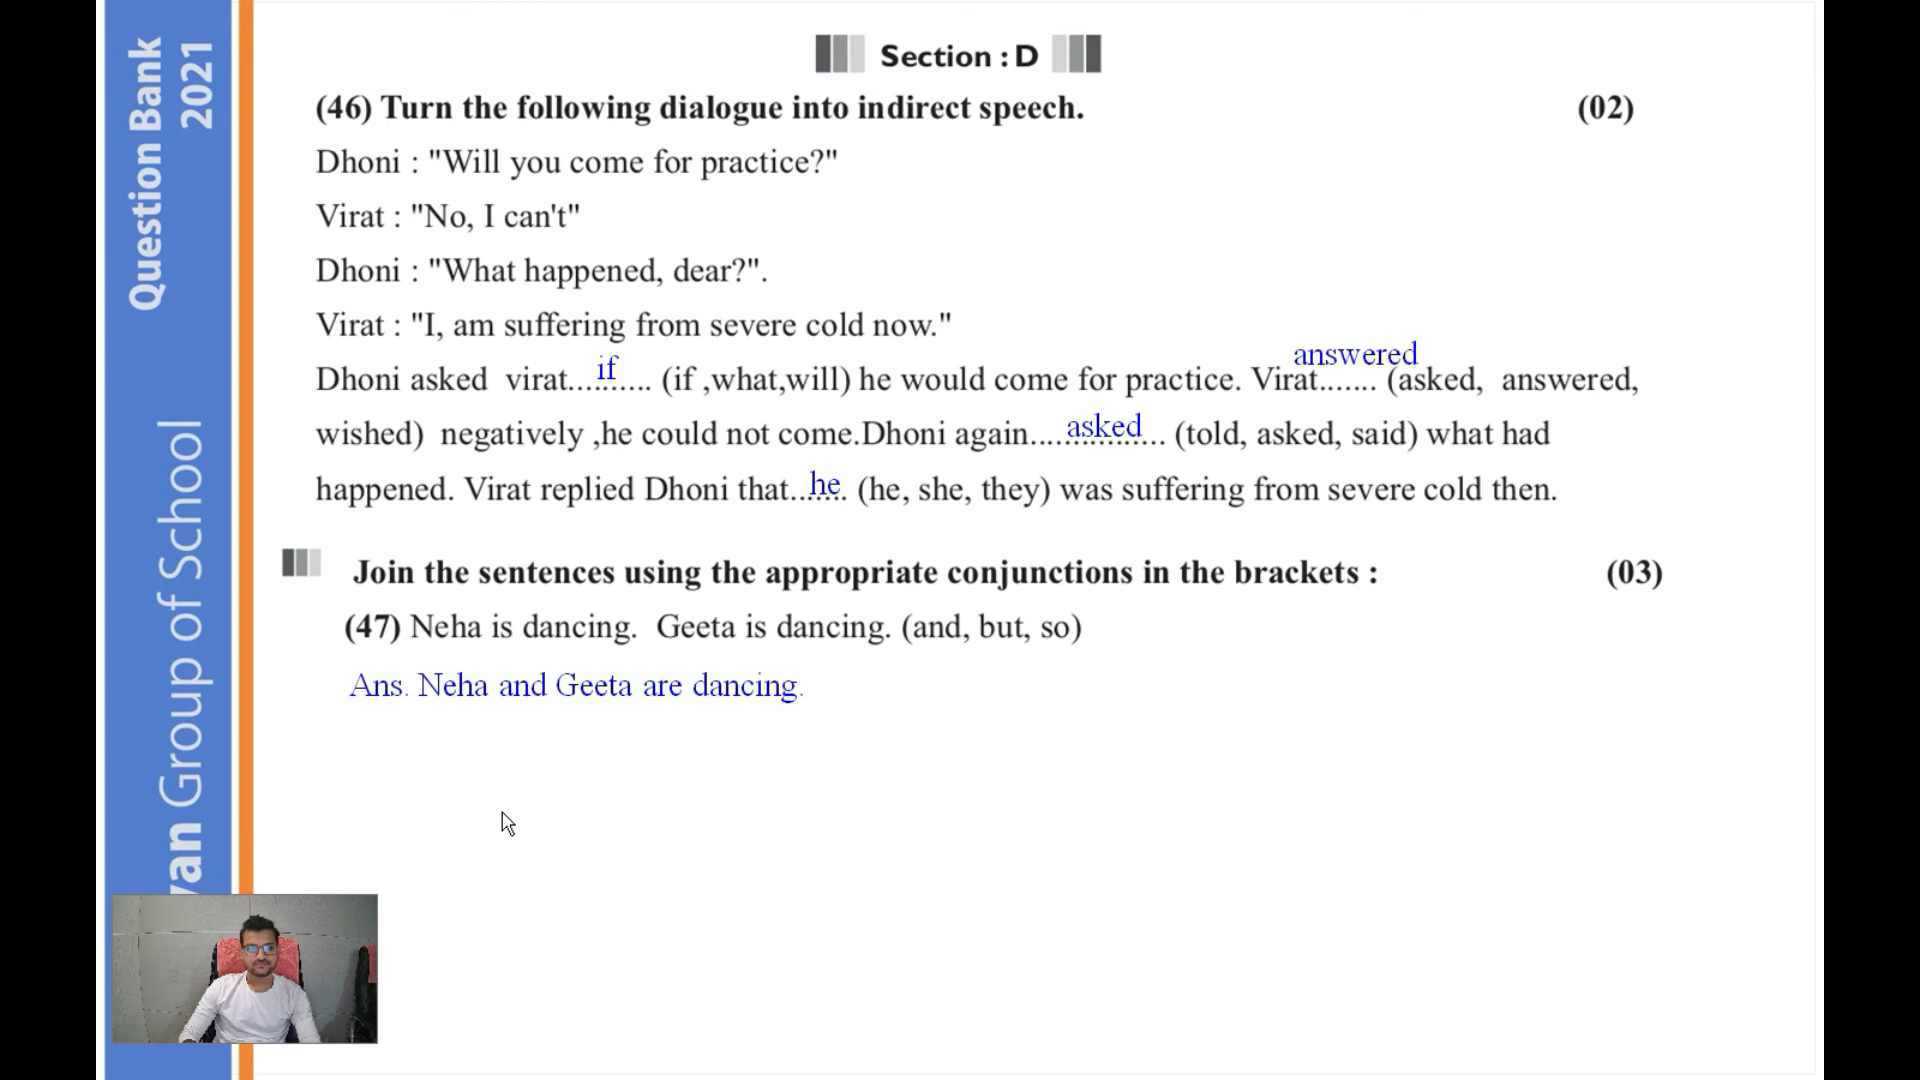 Question Bank
2021
van Group of School
Section : D
(46) Turn the following dialogue into indirect speech. (02)
Dhoni : "Will you come for practice?"
Virat : "No, I can't"
Dhoni : "What happened, dear?".
Virat : "I, am suffering from severe cold now."
answered
Dhoni asked virat....if.... (if ,what,will) he would come for practice. Virat....... (asked, answered,
wished) negatively ,he could not come.Dhoni again....asked.... (told, asked, said) what had
happened. Virat replied Dhoni that..he.. (he, she, they) was suffering from severe cold then.
Join the sentences using the appropriate conjunctions in the brackets : (03)
(47) Neha is dancing. Geeta is dancing. (and, but, so)
Ans. Neha and Geeta are dancing.